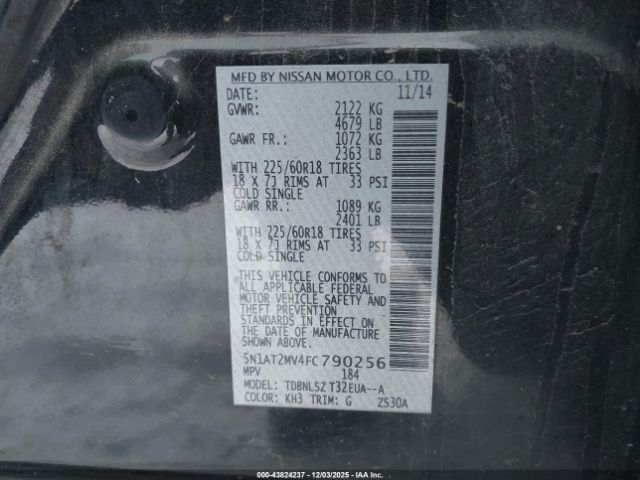 MFD BY NISSAN MOTOR CO., LTD.
DATE: 11/14
GVWR: 2122 KG
4679 LB
GAWR FR.: 1072 KG
2363 LB
WITH 225/60R18 TIRES
18 X 7J RIMS AT 33 PSI
COLD SINGLE
GAWR RR.: 1089 KG
2401 LB
WITH 225/60R18 TIRES
18 X 7J RIMS AT 33 PSI
COLD SINGLE
THIS VEHICLE CONFORMS TO
ALL APPLICABLE FEDERAL
MOTOR VEHICLE SAFETY AND
THEFT PREVENTION
STANDARDS IN EFFECT ON
THE DATE OF MANUFACTURE
SHOWN ABOVE.
5N1AT2MV4FC790256
MPV 184
MODEL: TDBNLSZ T32EUA--A
COLOR: KH3 TRIM: G ZS30A
000-43824237 - 12/03/2025 - IAAI.COM